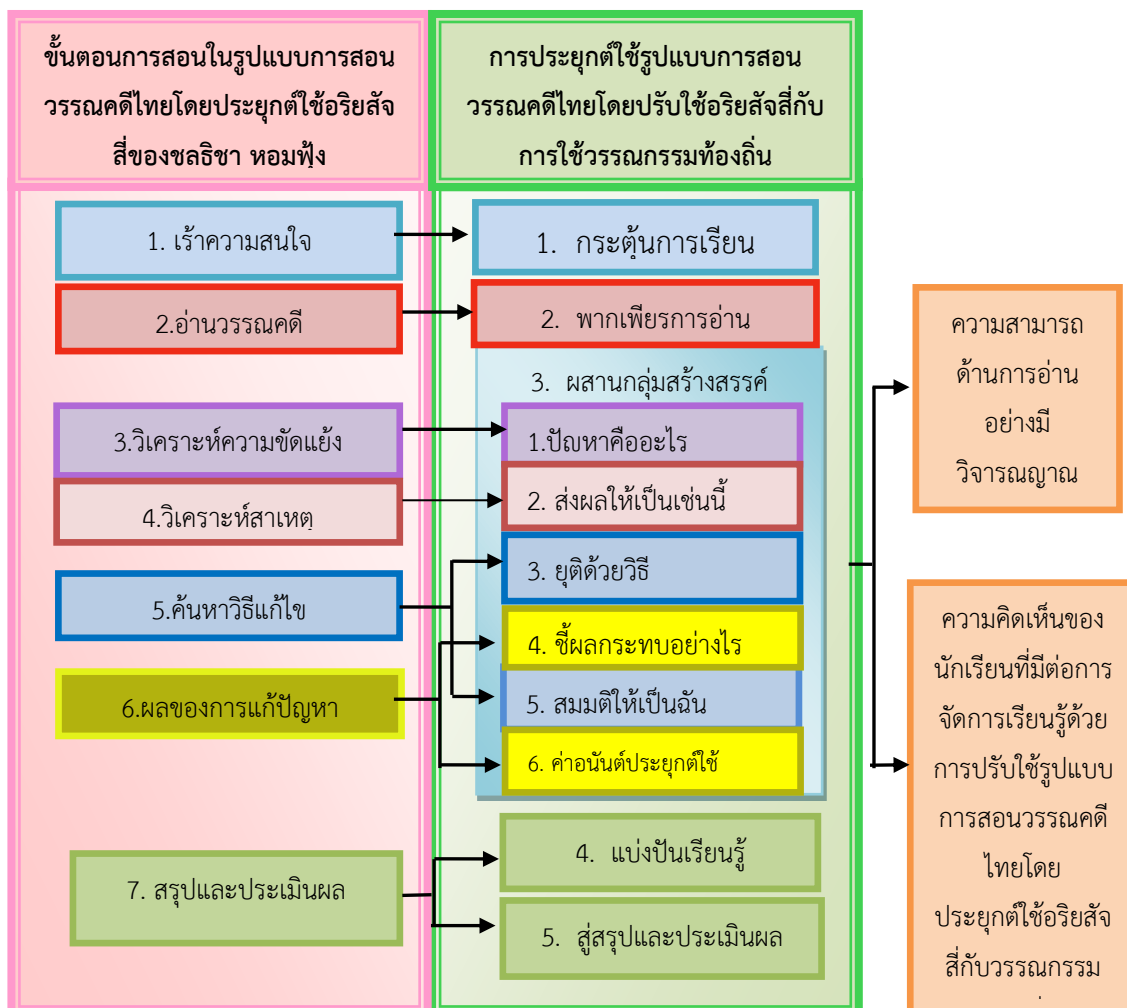 ขั้นตอนการสอนในรูปแบบการสอน
วรรณคดีไทยโดยประยุกต์ใช้อริยสัจ
สี่ของชลธิชา หอมฟุ้ง
การประยุกต์ใช้รูปแบบการสอน
วรรณคดีไทยโดยปรับใช้อริยสัจสี่กับ
การใช้วรรณกรรมท้องถิ่น
1. เร้าความสนใจ
2.อ่านวรรณคดี
3.วิเคราะห์ความขัดแย้ง
4.วิเคราะห์สาเหตุ
5.ค้นหาวิธีแก้ไข
6.ผลของการแก้ปัญหา
7. สรุปและประเมินผล
1. กระตุ้นการเรียน
2. พากเพียรการอ่าน
3. ผสานกลุ่มสร้างสรรค์
1.ปัญหาคืออะไร
2. ส่งผลให้เป็นเช่นนี้
3. ยุติด้วยวิธี
4. ชี้ผลกระทบอย่างไร
5. สมมติให้เป็นฉัน
6. ค่าอนันต์ประยุกต์ใช้
4. แบ่งปันเรียนรู้
5. สู่สรุปและประเมินผล
ความสามารถ
ด้านการอ่าน
อย่างมี
วิจารณญาณ
ความคิดเห็นของ
นักเรียนที่มีต่อการ
จัดการเรียนรู้ด้วย
การปรับใช้รูปแบบ
การสอนวรรณคดี
ไทยโดย
ประยุกต์ใช้อริยสัจ
สี่กับวรรณกรรม